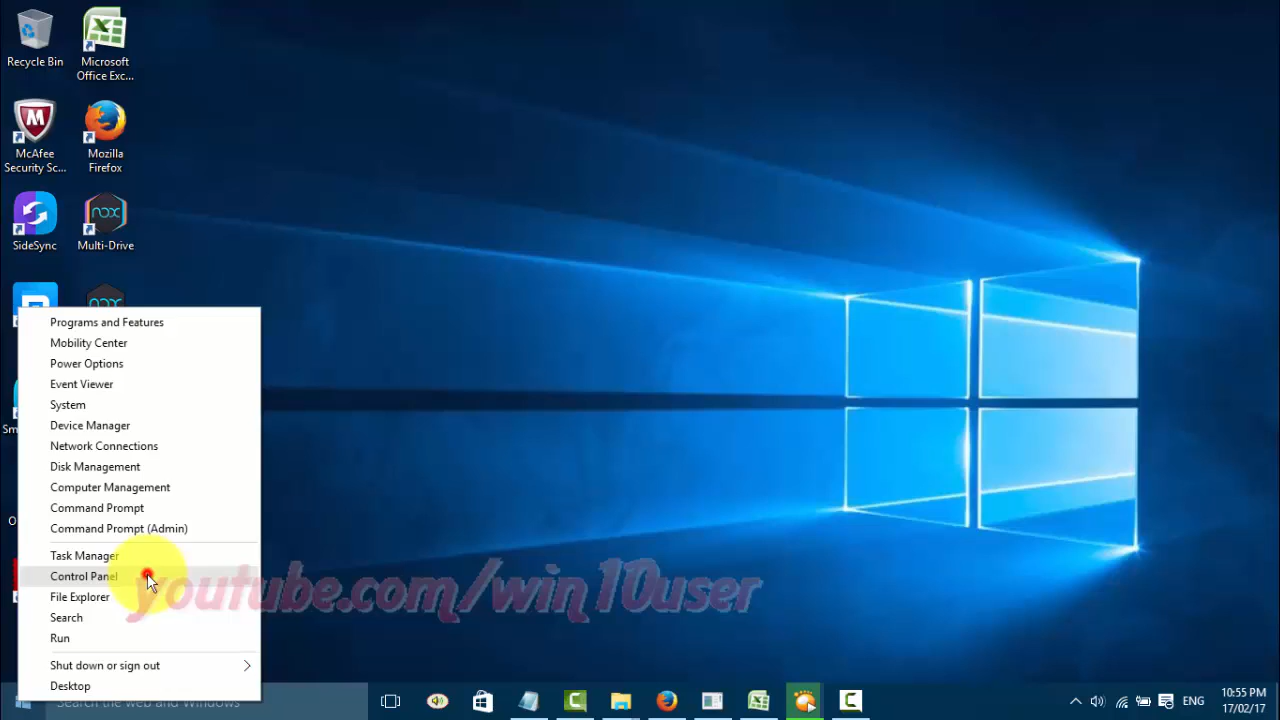 Recycle Bin
Microsoft
Office Exc...
McAfee
Security Sc...
Mozilla
Firefox
SideSync
nox
Multi-Drive
nox
Programs and Features
Mobility Center
Power Options
Event Viewer
System
Device Manager
Network Connections
Disk Management
Computer Management
Command Prompt
Command Prompt (Admin)
Task Manager
Control Panel
File Explorer
Search
Run
Shut down or sign out
Desktop
youtube.com/win10user
Search the web and Windows
ENG
10:55 PM
17/02/17